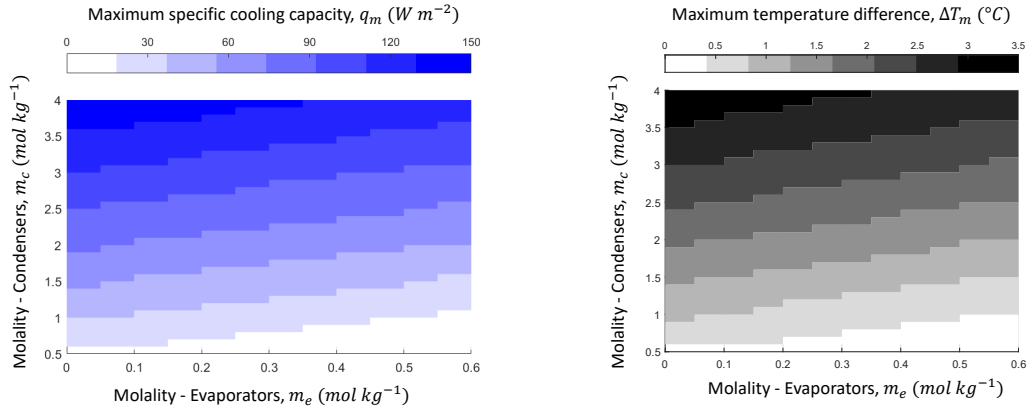 Maximum specific cooling capacity, q_m (W m⁻²)
0 30 60 90 120 150
Molality - Condensers, m_c (mol kg⁻¹)
4
3.5
3
2.5
2
1.5
1
0.5
0 0.1 0.2 0.3 0.4 0.5 0.6
Molality - Evaporators, m_e (mol kg⁻¹)
Maximum temperature difference, ΔT_m (°C)
0 0.5 1 1.5 2 2.5 3 3.5
Molality - Condensers, m_c (mol kg⁻¹)
4
3.5
3
2.5
2
1.5
1
0.5
0 0.1 0.2 0.3 0.4 0.5 0.6
Molality - Evaporators, m_e (mol kg⁻¹)